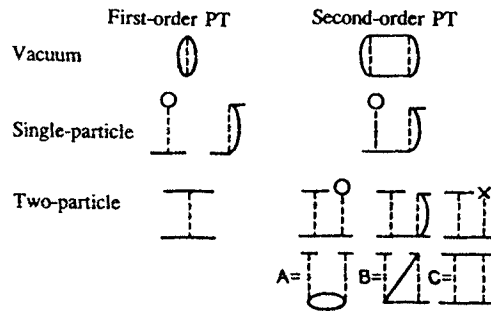 First-order PT Second-order PT
Vacuum
Single-particle
Two-particle
A= B= C=